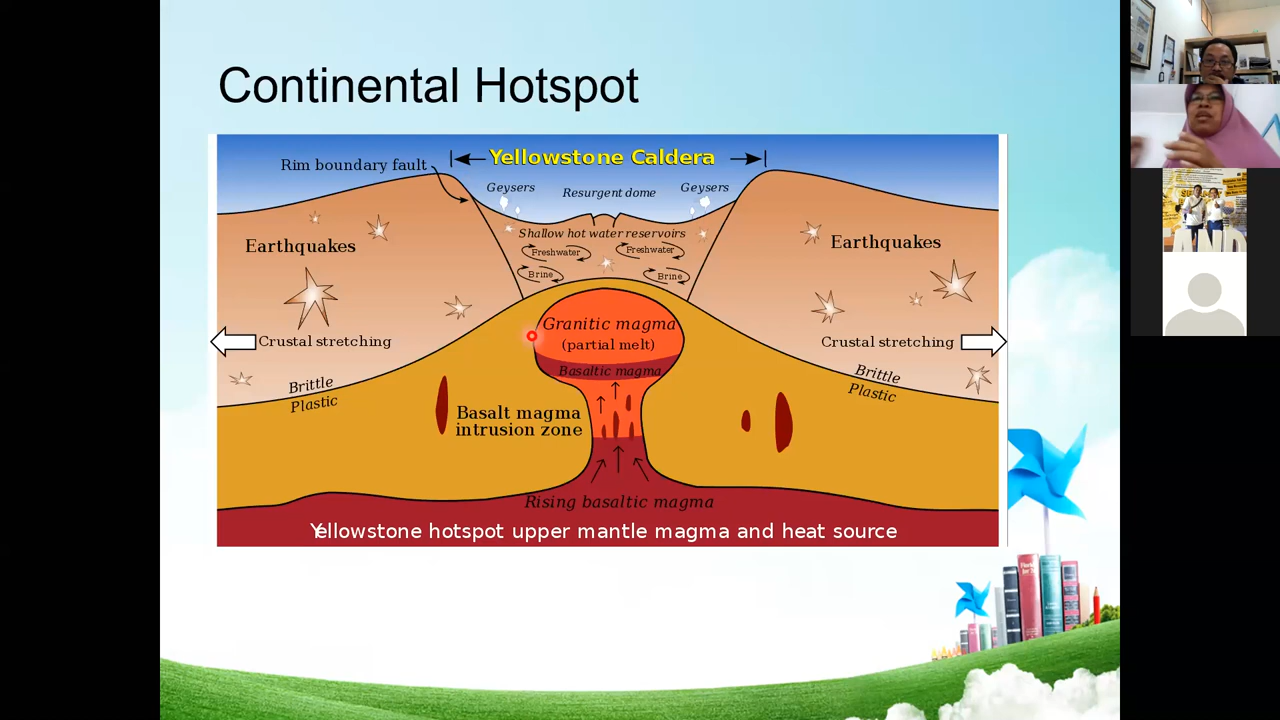 Continental Hotspot
Yellowstone Caldera
Rim boundary fault
Geysers
Resurgent dome
Geysers
Shallow hot water reservoirs
Freshwater
Freshwater
Brine
Brine
Earthquakes
Earthquakes
Granitic magma
(partial melt)
Crustal stretching
Crustal stretching
Basaltic magma
Brittle
Plastic
Brittle
Plastic
Basalt magma
intrusion zone
Rising basaltic magma
Yellowstone hotspot upper mantle magma and heat source
AND